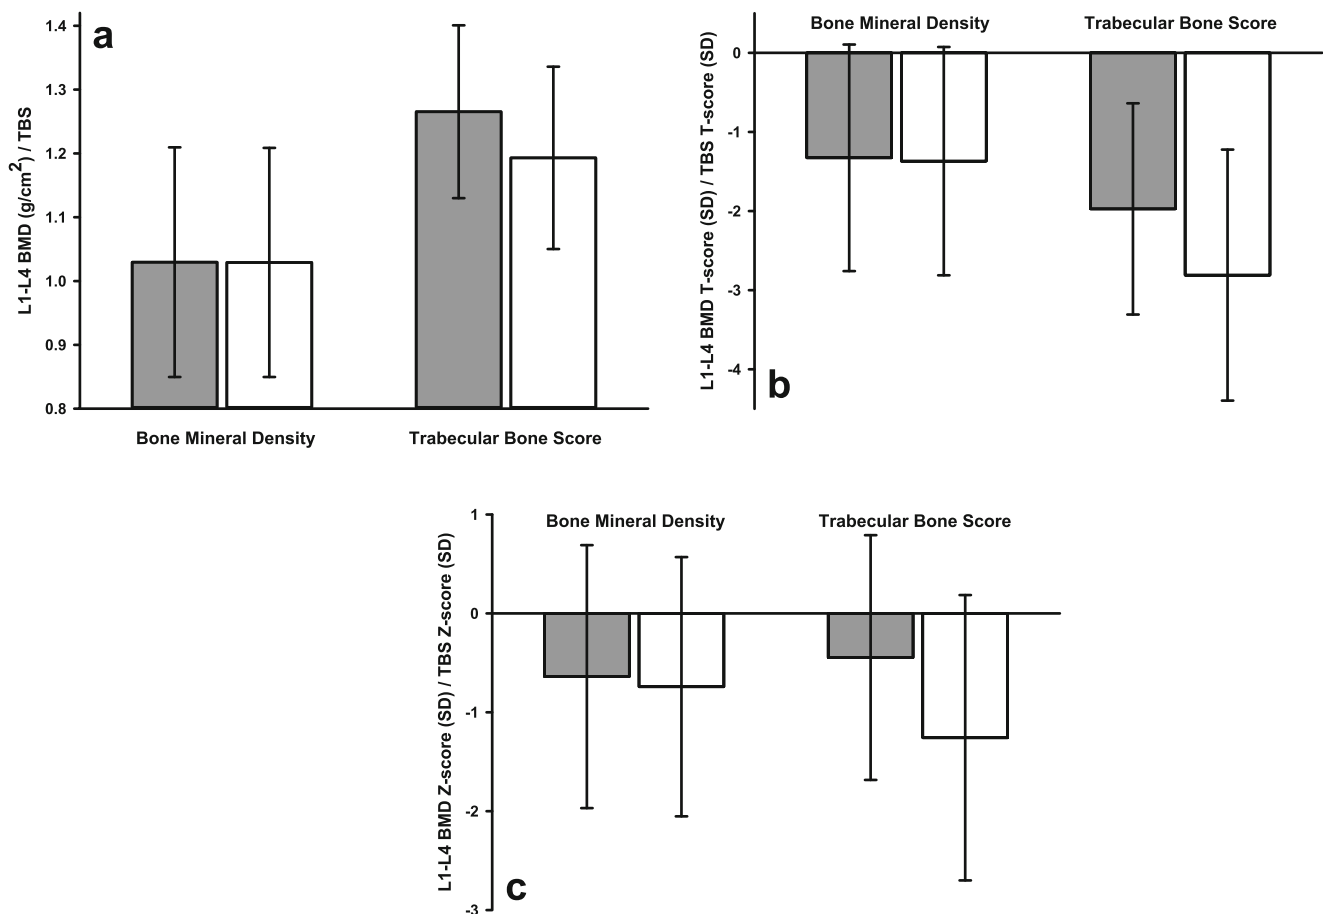 a
L1-L4 BMD (g/cm2) / TBS
1.4
1.3
1.2
1.1
1.0
0.9
0.8
Bone Mineral Density
Trabecular Bone Score
b
L1-L4 BMD T-score (SD) / TBS T-score (SD)
Bone Mineral Density
Trabecular Bone Score
0
-1
-2
-3
-4
c
L1-L4 BMD Z-score (SD) / TBS Z-score (SD)
Bone Mineral Density
Trabecular Bone Score
1
0
-1
-2
-3